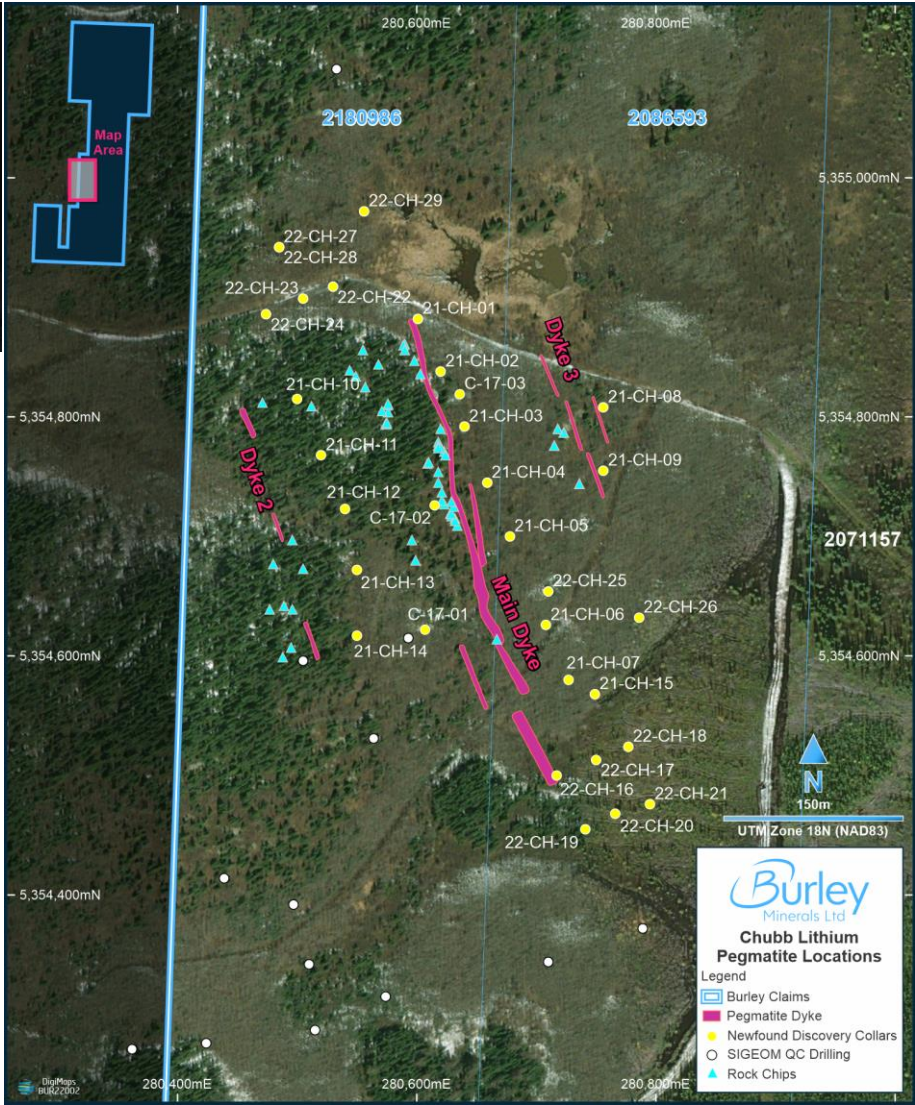 280,600mE
280,800mE
2180986
2086593
Map
Area
5,355,000mN
22-CH-29
22-CH-27
22-CH-28
22-CH-23
22-CH-22
22-CH-24
21-CH-01
21-CH-02
Dyke 3
C-17-03
21-CH-10
21-CH-08
5,354,800mN
21-CH-03
21-CH-11
Dyke 2
21-CH-04
21-CH-09
21-CH-12
C-17-02
21-CH-05
2071157
21-CH-13
22-CH-25
Main Dyke
C-17-01
21-CH-06
22-CH-26
21-CH-14
5,354,600mN
21-CH-07
21-CH-15
22-CH-18
22-CH-17
22-CH-16
22-CH-21
22-CH-20
22-CH-19
N
150m
UTM Zone 18N (NAD83)
5,354,400mN
Burley
Minerals Ltd
Chubb Lithium
Pegmatite Locations
Legend
Burley Claims
Pegmatite Dyke
Newfound Discovery Collars
SIGEOM QC Drilling
Rock Chips
DigiMaps
BUR22002
280,400mE
280,600mE
280,800mE